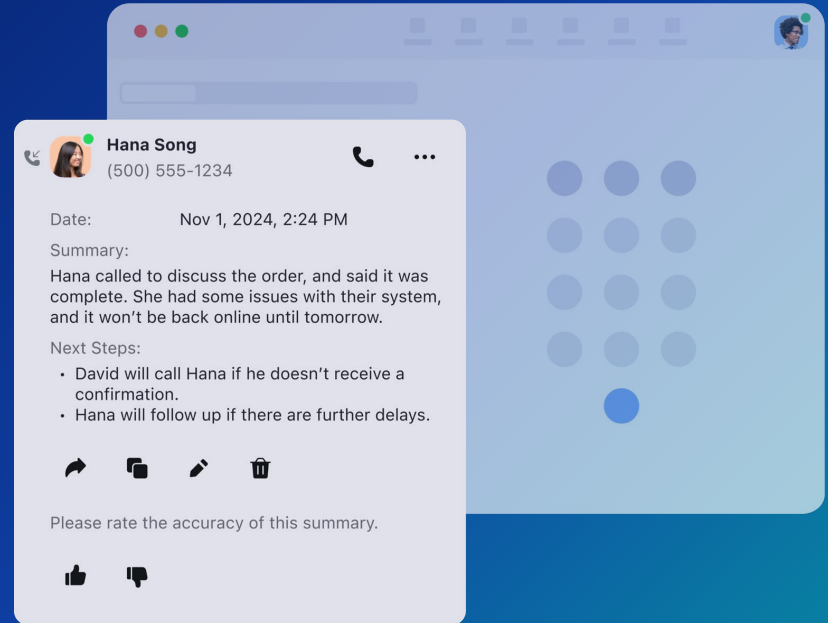 Hana Song
(500) 555-1234
Date: Nov 1, 2024, 2:24 PM
Summary:
Hana called to discuss the order, and said it was
complete. She had some issues with their system,
and it won’t be back online until tomorrow.
Next Steps:
• David will call Hana if he doesn’t receive a
confirmation.
• Hana will follow up if there are further delays.
Please rate the accuracy of this summary.